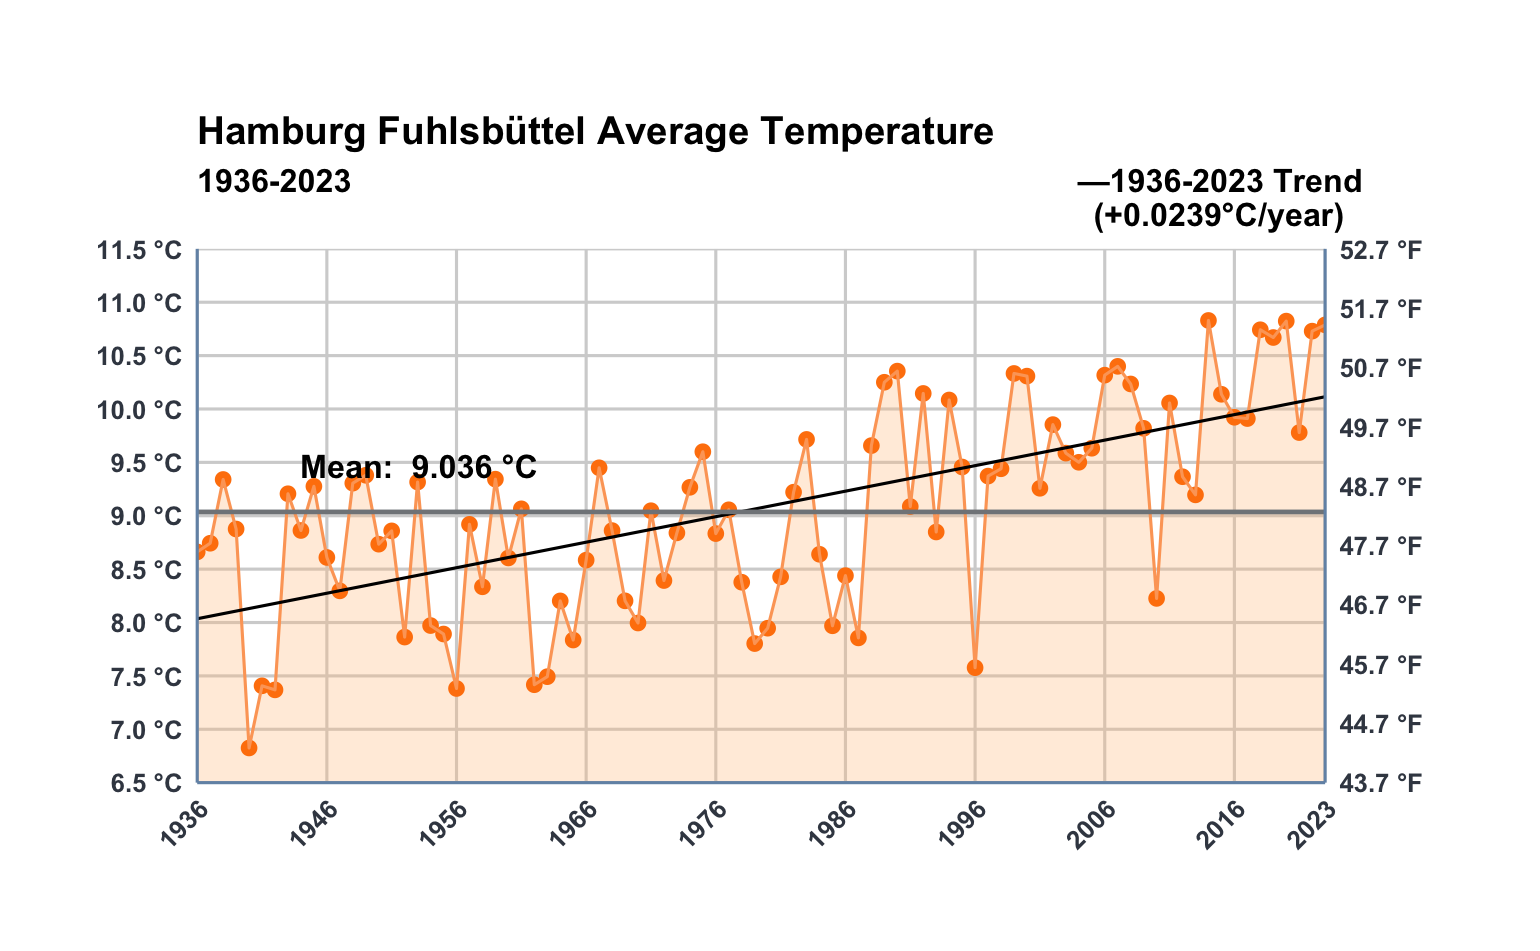 Hamburg Fuhlsbüttel Average Temperature
1936-2023
—1936-2023 Trend
(+0.0239°C/year)
11.5 °C
11.0 °C
10.5 °C
10.0 °C
9.5 °C
9.0 °C
8.5 °C
8.0 °C
7.5 °C
7.0 °C
6.5 °C
Mean: 9.036 °C
52.7 °F
51.7 °F
50.7 °F
49.7 °F
48.7 °F
47.7 °F
46.7 °F
45.7 °F
44.7 °F
43.7 °F
1936
1946
1956
1966
1976
1986
1996
2006
2016
2023